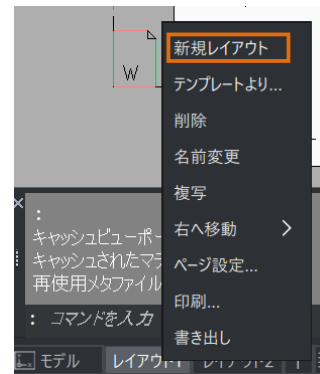 W
新規レイアウト
テンプレートより...
削除
名前変更
複写
右へ移動
ページ設定...
印刷...
書き出し
:
キャッシュビューポー
キャッシュされたマテ
再使用メタファイル
: コマンドを入力
モデル レイアウト1 レイアウト2